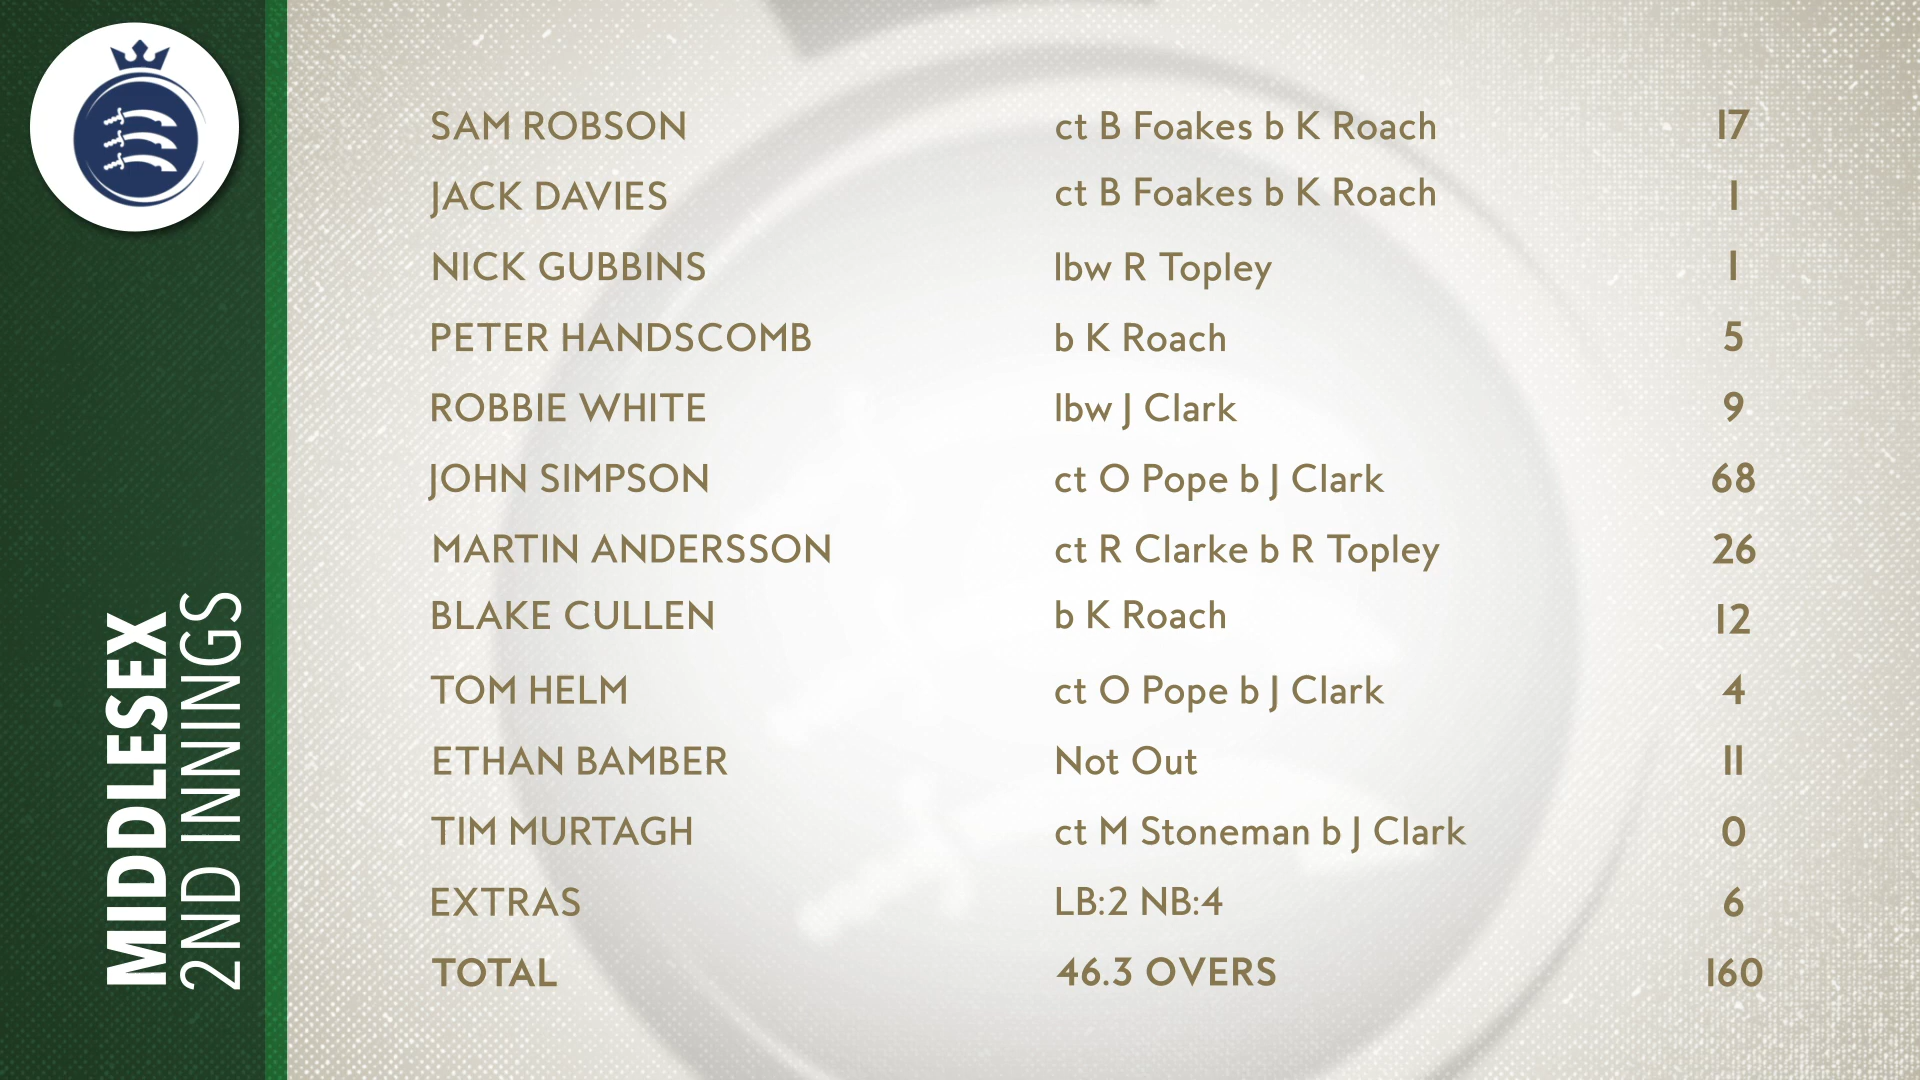 MIDDLESEX
2ND INNINGS
SAM ROBSON ct B Foakes b K Roach 17
JACK DAVIES ct B Foakes b K Roach 1
NICK GUBBINS lbw R Topley 1
PETER HANDSCOMB b K Roach 5
ROBBIE WHITE lbw J Clark 9
JOHN SIMPSON ct O Pope b J Clark 68
MARTIN ANDERSSON ct R Clarke b R Topley 26
BLAKE CULLEN b K Roach 12
TOM HELM ct O Pope b J Clark 4
ETHAN BAMBER Not Out 11
TIM MURTAGH ct M Stoneman b J Clark 0
EXTRAS LB:2 NB:4 6
TOTAL 46.3 OVERS 160